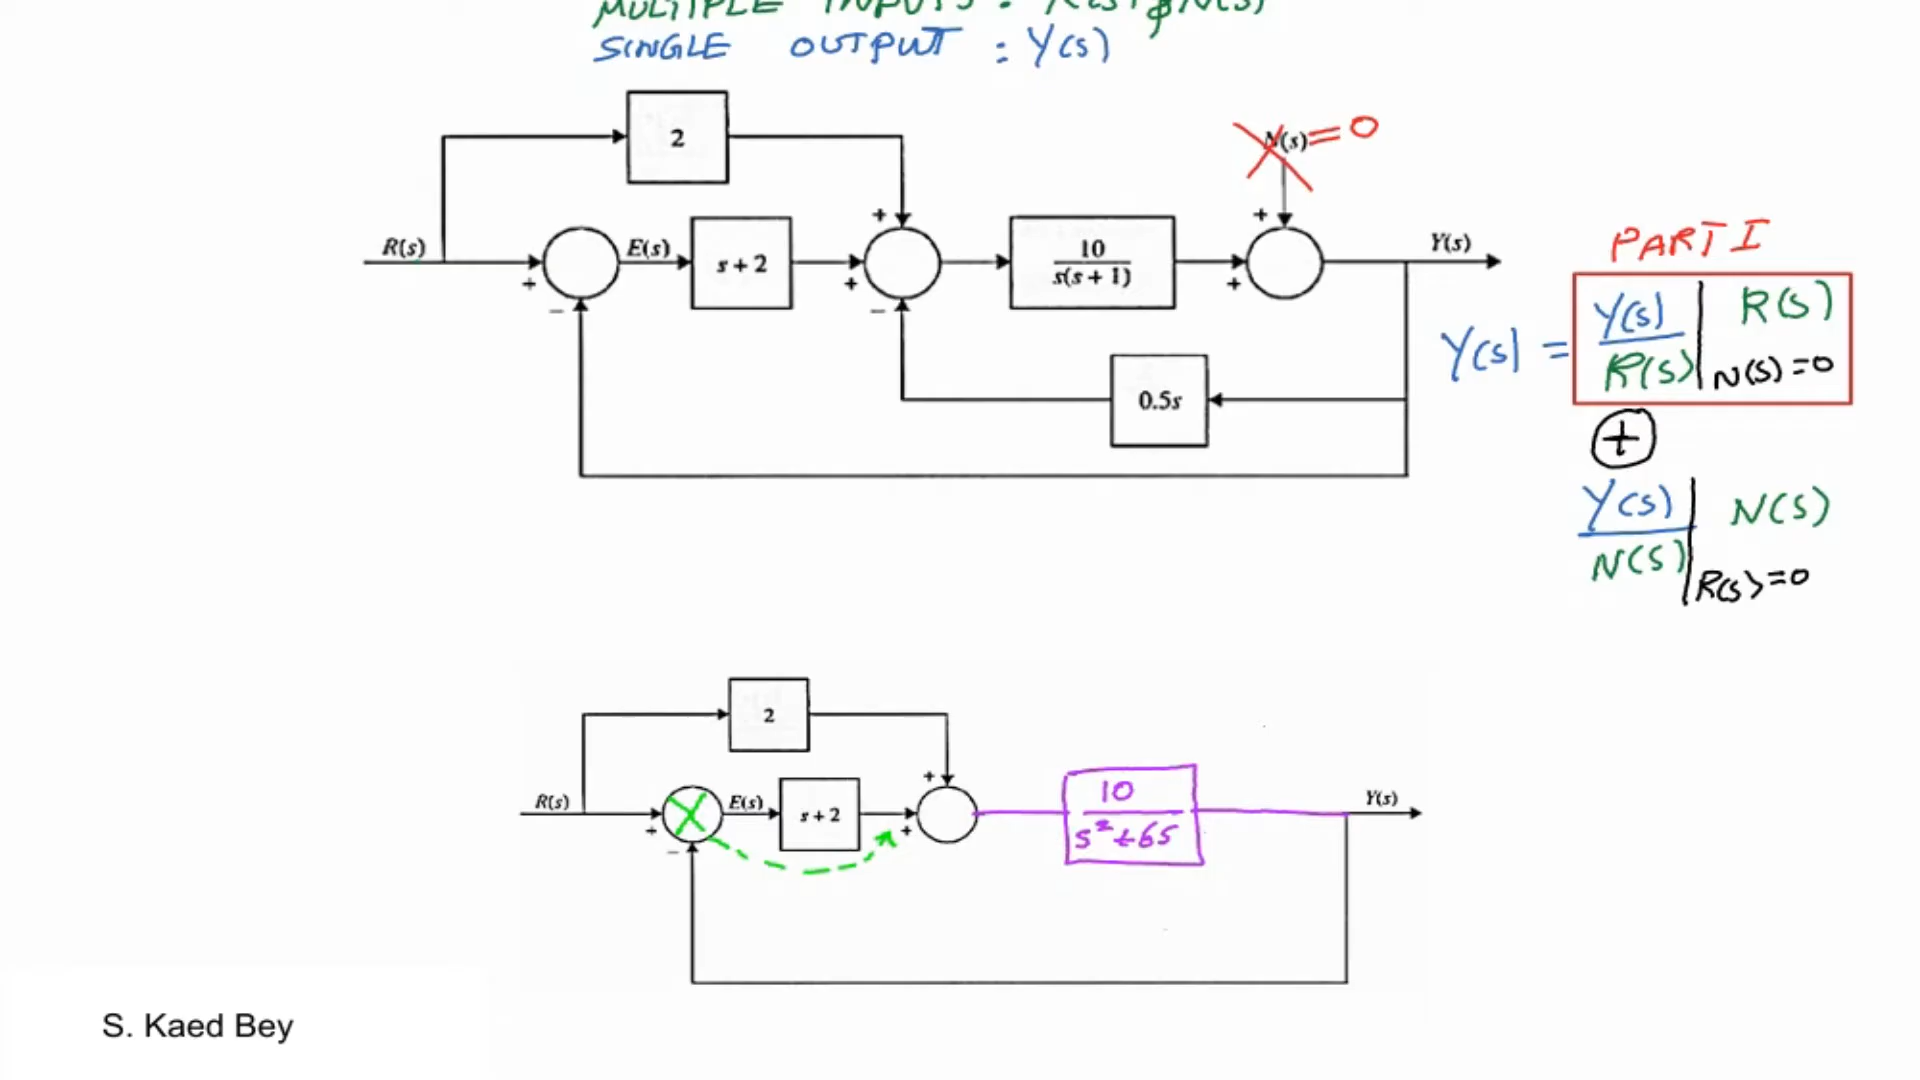 MULTIPLE INPUTS : R(s) & N(s)
SINGLE OUTPUT : Y(s)
2
N(s) = 0
+
+
R(s)
E(s)
s + 2
10
s(s + 1)
Y(s)
+
+
+
−
−
0.5s
PART I
Y(s) =
Y(s)
R(s)
R(s)
N(s)=0
+
Y(s)
N(s)
N(s)
R(s)=0
2
+
R(s)
E(s)
s + 2
10
s²+6s
Y(s)
+
+
−
S. Kaed Bey